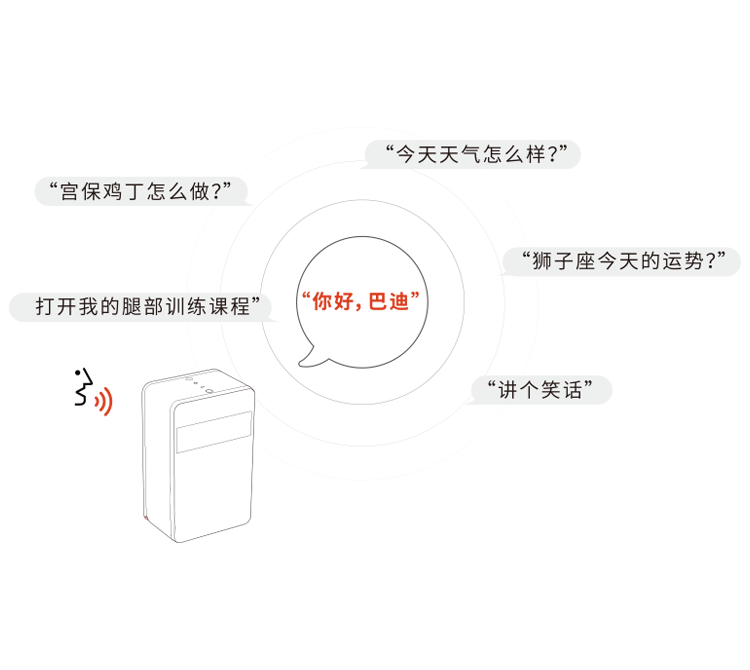 “今天天气怎么样？”
“宫保鸡丁怎么做？”
“狮子座今天的运势？”
打开我的腿部训练课程”
“你好，巴迪”
“讲个笑话”